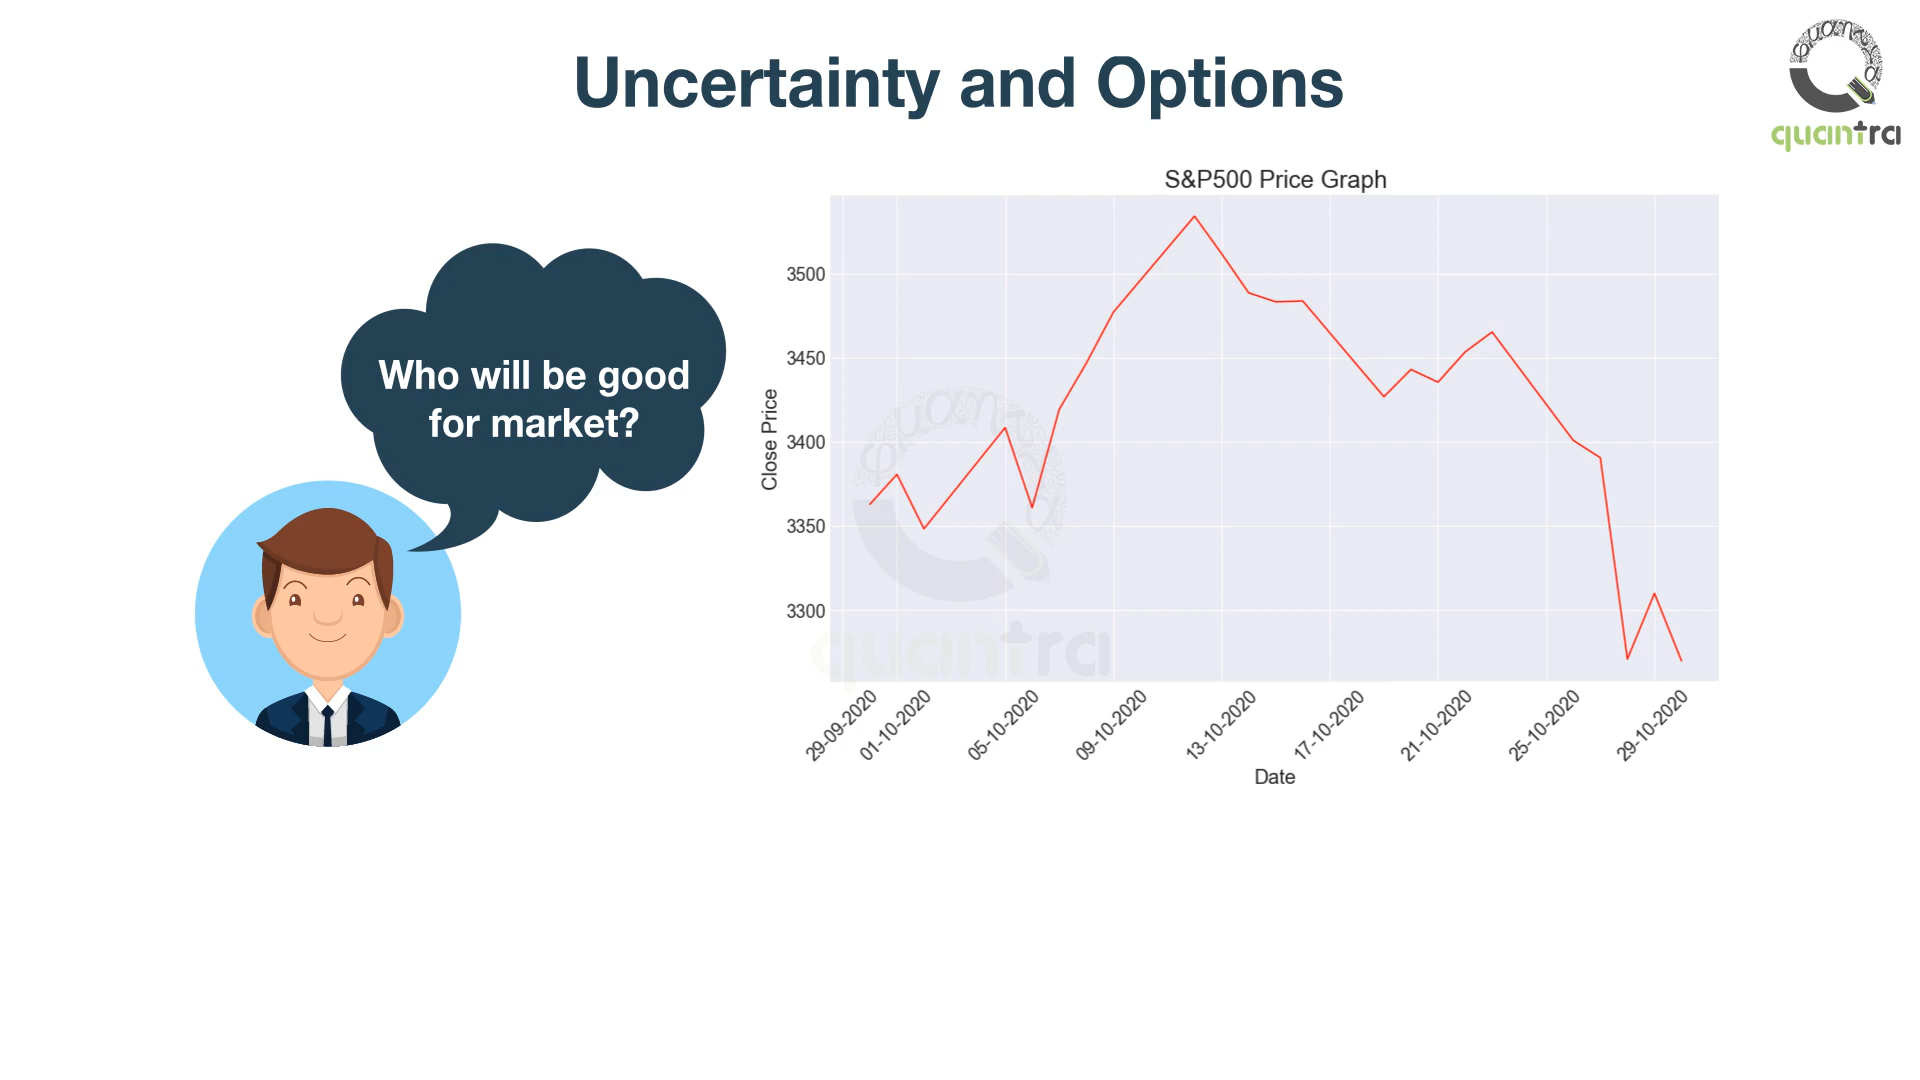 Uncertainty and Options
quantra
Who will be good
for market?
S&P500 Price Graph
Close Price
3500
3450
3400
3350
3300
quantra
29-09-2020
01-10-2020
05-10-2020
09-10-2020
13-10-2020
17-10-2020
21-10-2020
25-10-2020
29-10-2020
Date